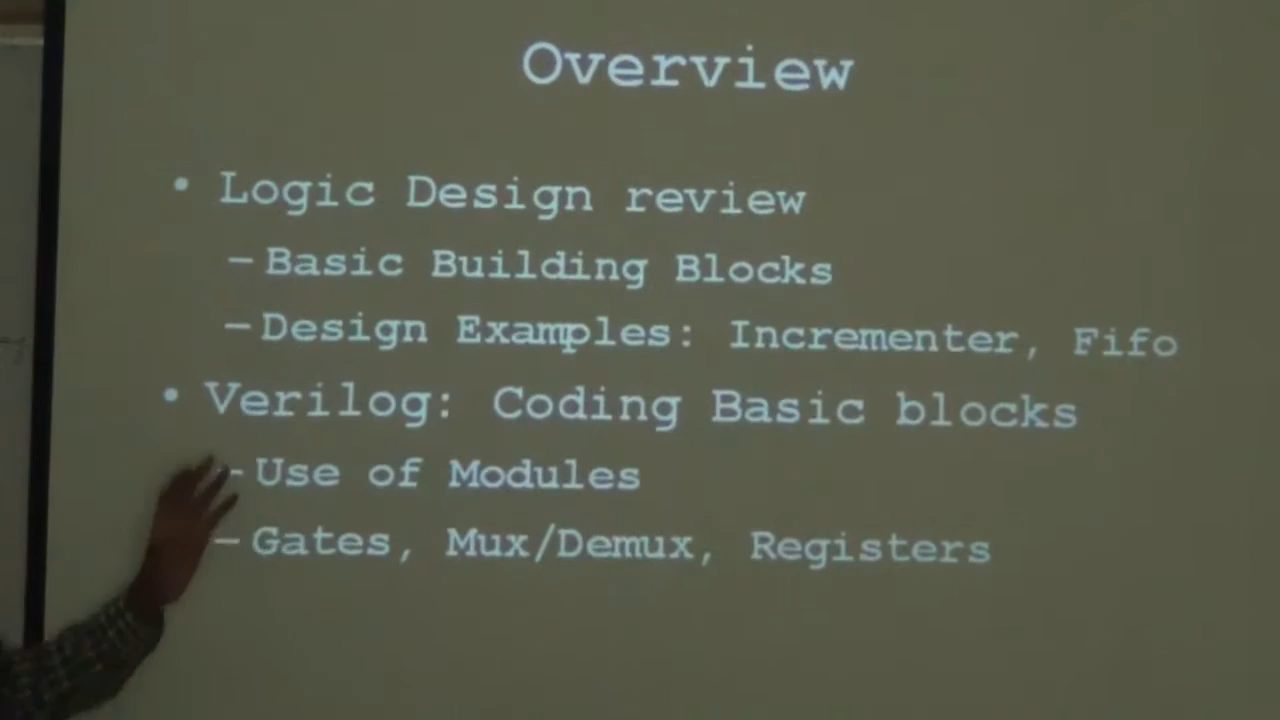 Overview
• Logic Design review
– Basic Building Blocks
– Design Examples: Incrementer, Fifo
• Verilog: Coding Basic blocks
– Use of Modules
– Gates, Mux/Demux, Registers